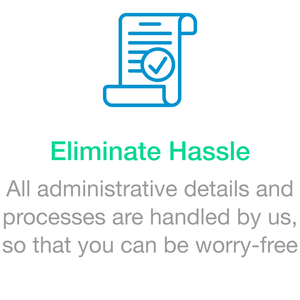 Eliminate Hassle
All administrative details and
processes are handled by us,
so that you can be worry-free